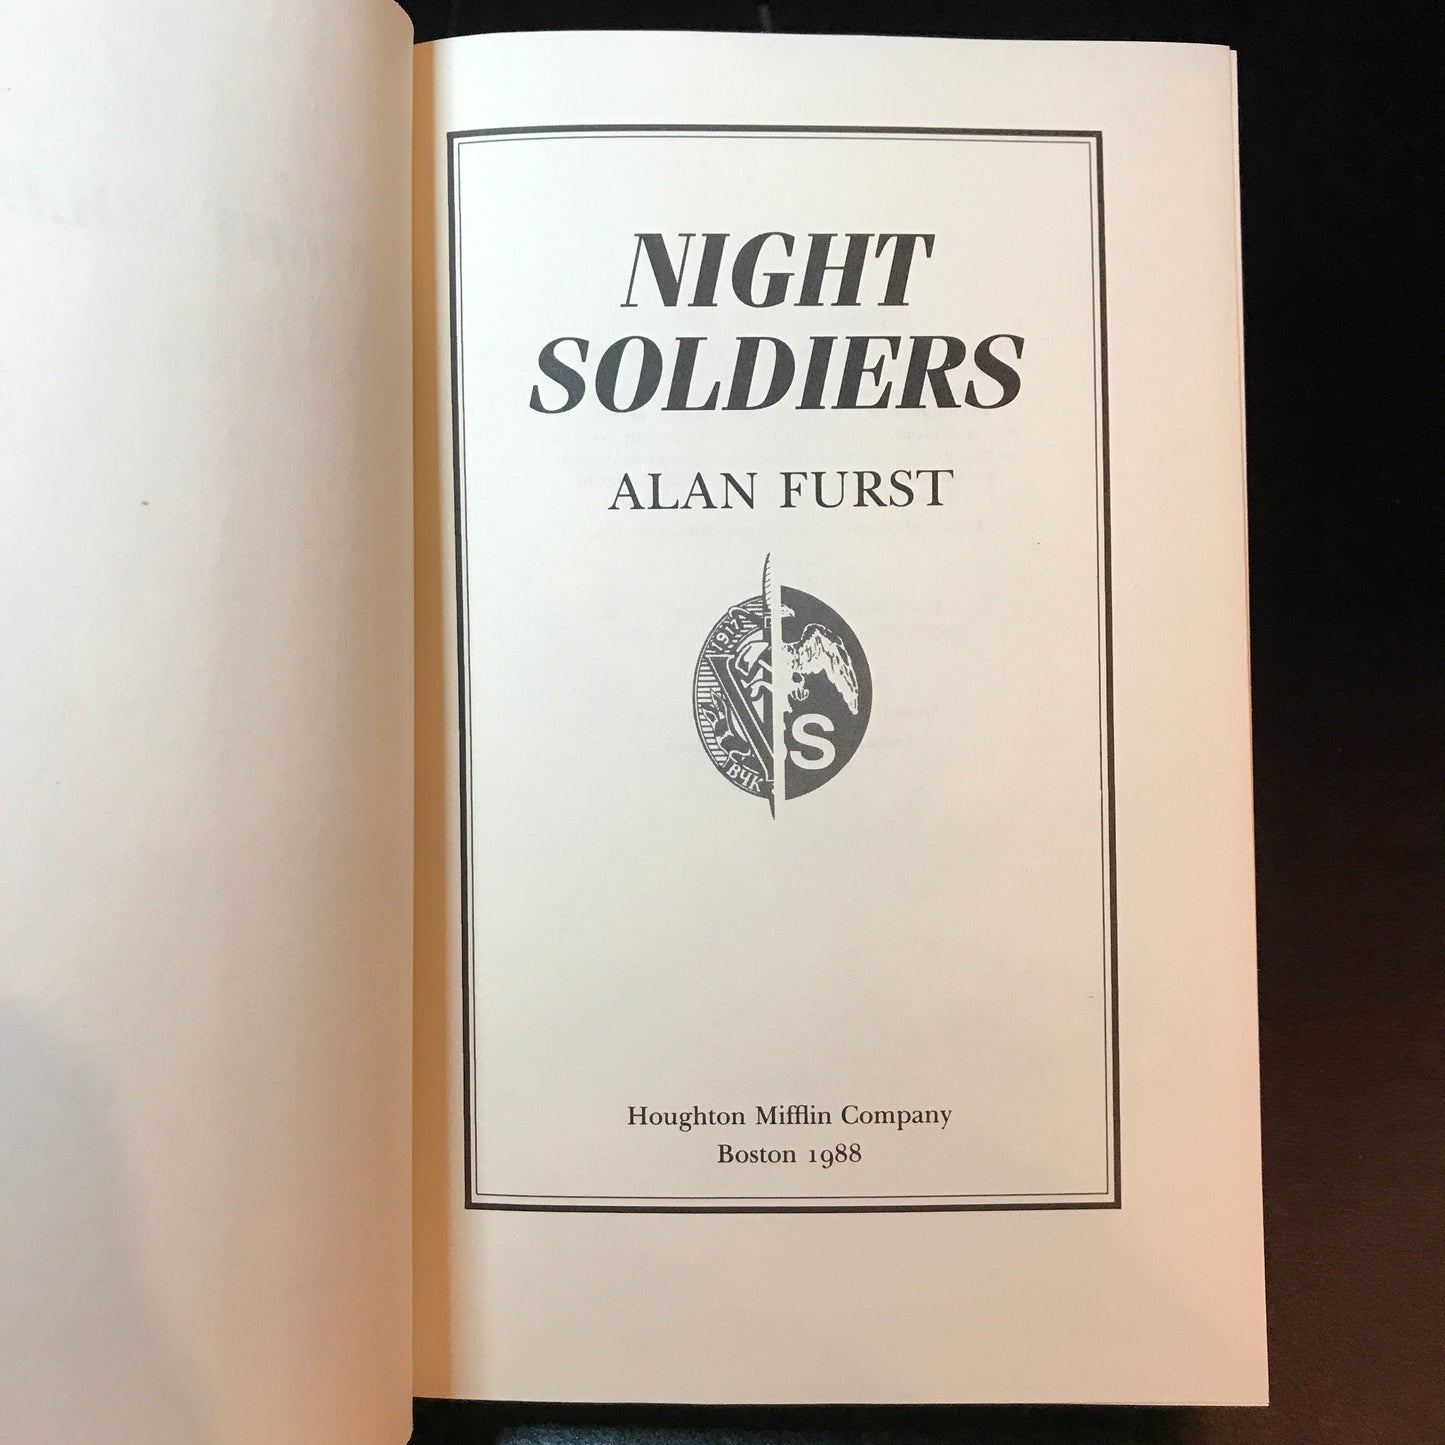 NIGHT
SOLDIERS
ALAN FURST
1917
S
ВЧК
Houghton Mifflin Company
Boston 1988